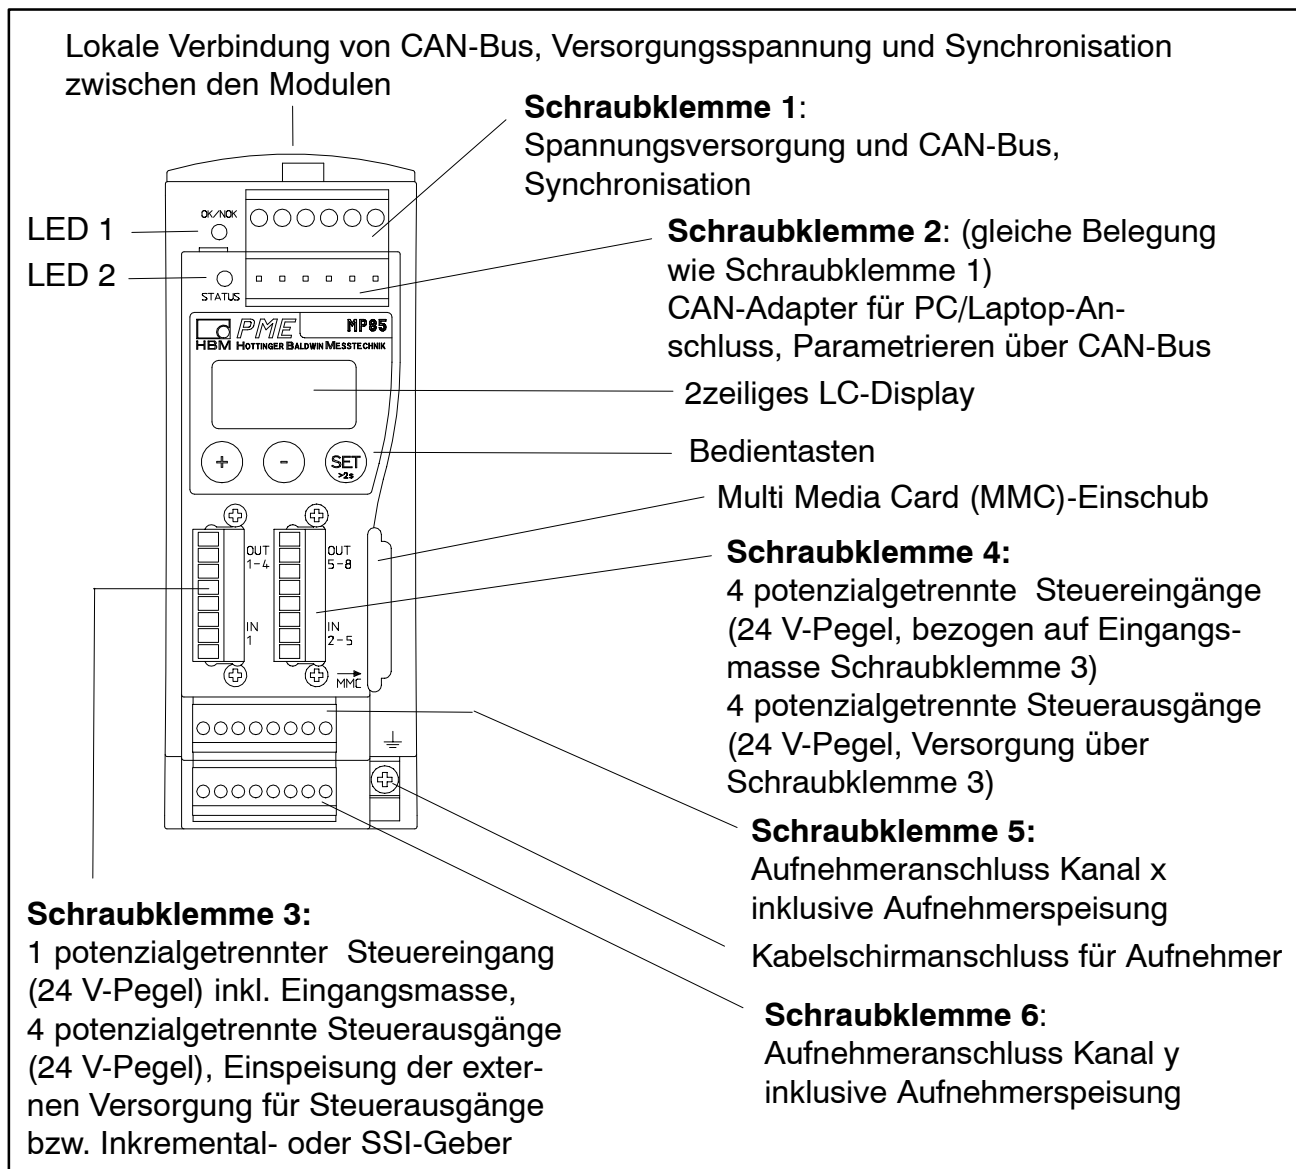 Lokale Verbindung von CAN-Bus, Versorgungsspannung und Synchronisation
zwischen den Modulen
Schraubklemme 1:
Spannungsversorgung und CAN-Bus,
Synchronisation
LED 1
OK/NOK
LED 2
STATUS
Schraubklemme 2: (gleiche Belegung
wie Schraubklemme 1)
CAN-Adapter für PC/Laptop-An-
schluss, Parametrieren über CAN-Bus
PME MP85
HBM HOTTINGER BALDWIN MESSTECHNIK
2zeiliges LC-Display
+ - SET
>2s
Bedientasten
Multi Media Card (MMC)-Einschub
OUT
1-4
IN
1
OUT
5-8
IN
2-5
MMC
Schraubklemme 4:
4 potenzialgetrennte Steuereingänge
(24 V-Pegel, bezogen auf Eingangs-
masse Schraubklemme 3)
4 potenzialgetrennte Steuerausgänge
(24 V-Pegel, Versorgung über
Schraubklemme 3)
Schraubklemme 5:
Aufnehmeranschluss Kanal x
inklusive Aufnehmerspeisung
Kabelschirmanschluss für Aufnehmer
Schraubklemme 6:
Aufnehmeranschluss Kanal y
inklusive Aufnehmerspeisung
Schraubklemme 3:
1 potenzialgetrennter Steuereingang
(24 V-Pegel) inkl. Eingangsmasse,
4 potenzialgetrennte Steuerausgänge
(24 V-Pegel), Einspeisung der exter-
nen Versorgung für Steuerausgänge
bzw. Inkremental- oder SSI-Geber